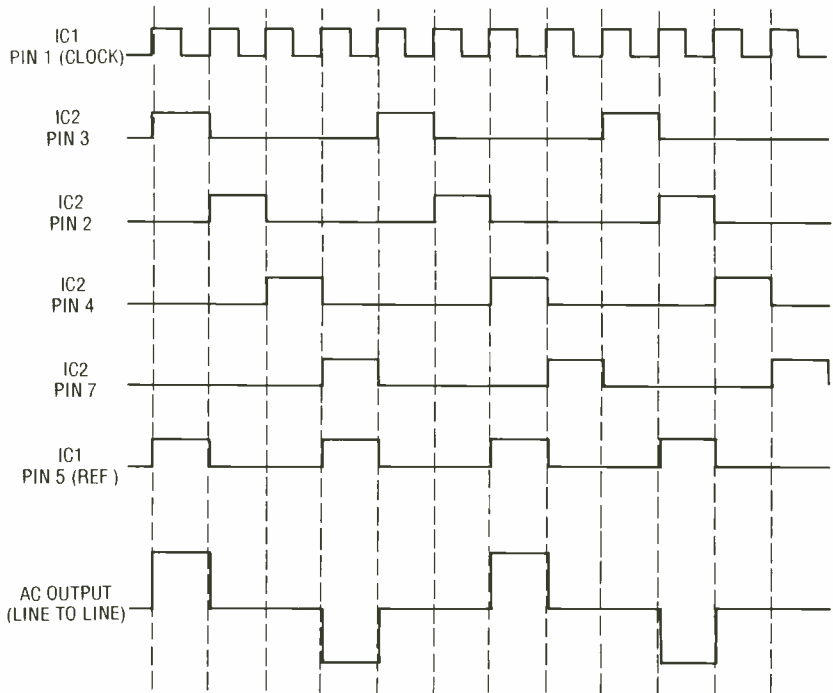 IC1
PIN 1 (CLOCK)
IC2
PIN 3
IC2
PIN 2
IC2
PIN 4
IC2
PIN 7
IC1
PIN 5 (REF)
AC OUTPUT
(LINE TO LINE)